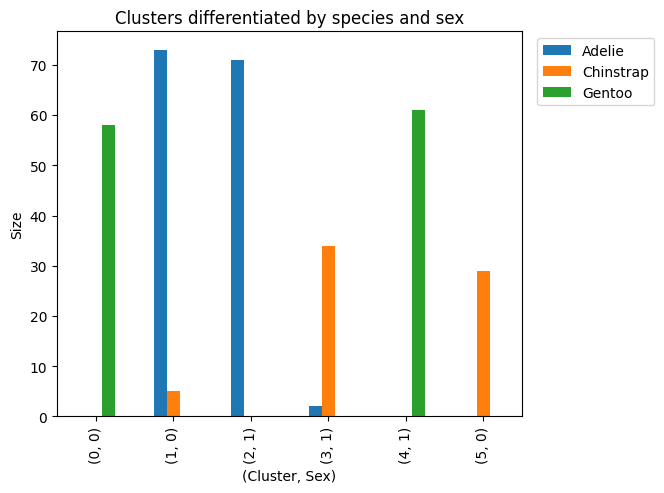 Clusters differentiated by species and sex
Adelie
Chinstrap
Gentoo
Size
70
60
50
40
30
20
10
0
(0, 0)
(1, 0)
(2, 1)
(3, 1)
(4, 1)
(5, 0)
(Cluster, Sex)